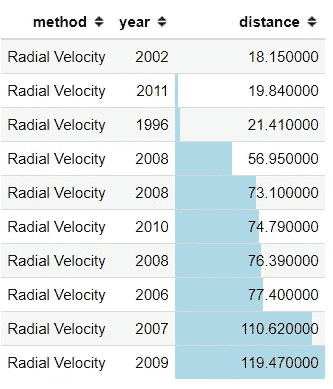 method year distance
Radial Velocity 2002 18.150000
Radial Velocity 2011 19.840000
Radial Velocity 1996 21.410000
Radial Velocity 2008 56.950000
Radial Velocity 2008 73.100000
Radial Velocity 2010 74.790000
Radial Velocity 2008 76.390000
Radial Velocity 2006 77.400000
Radial Velocity 2007 110.620000
Radial Velocity 2009 119.470000